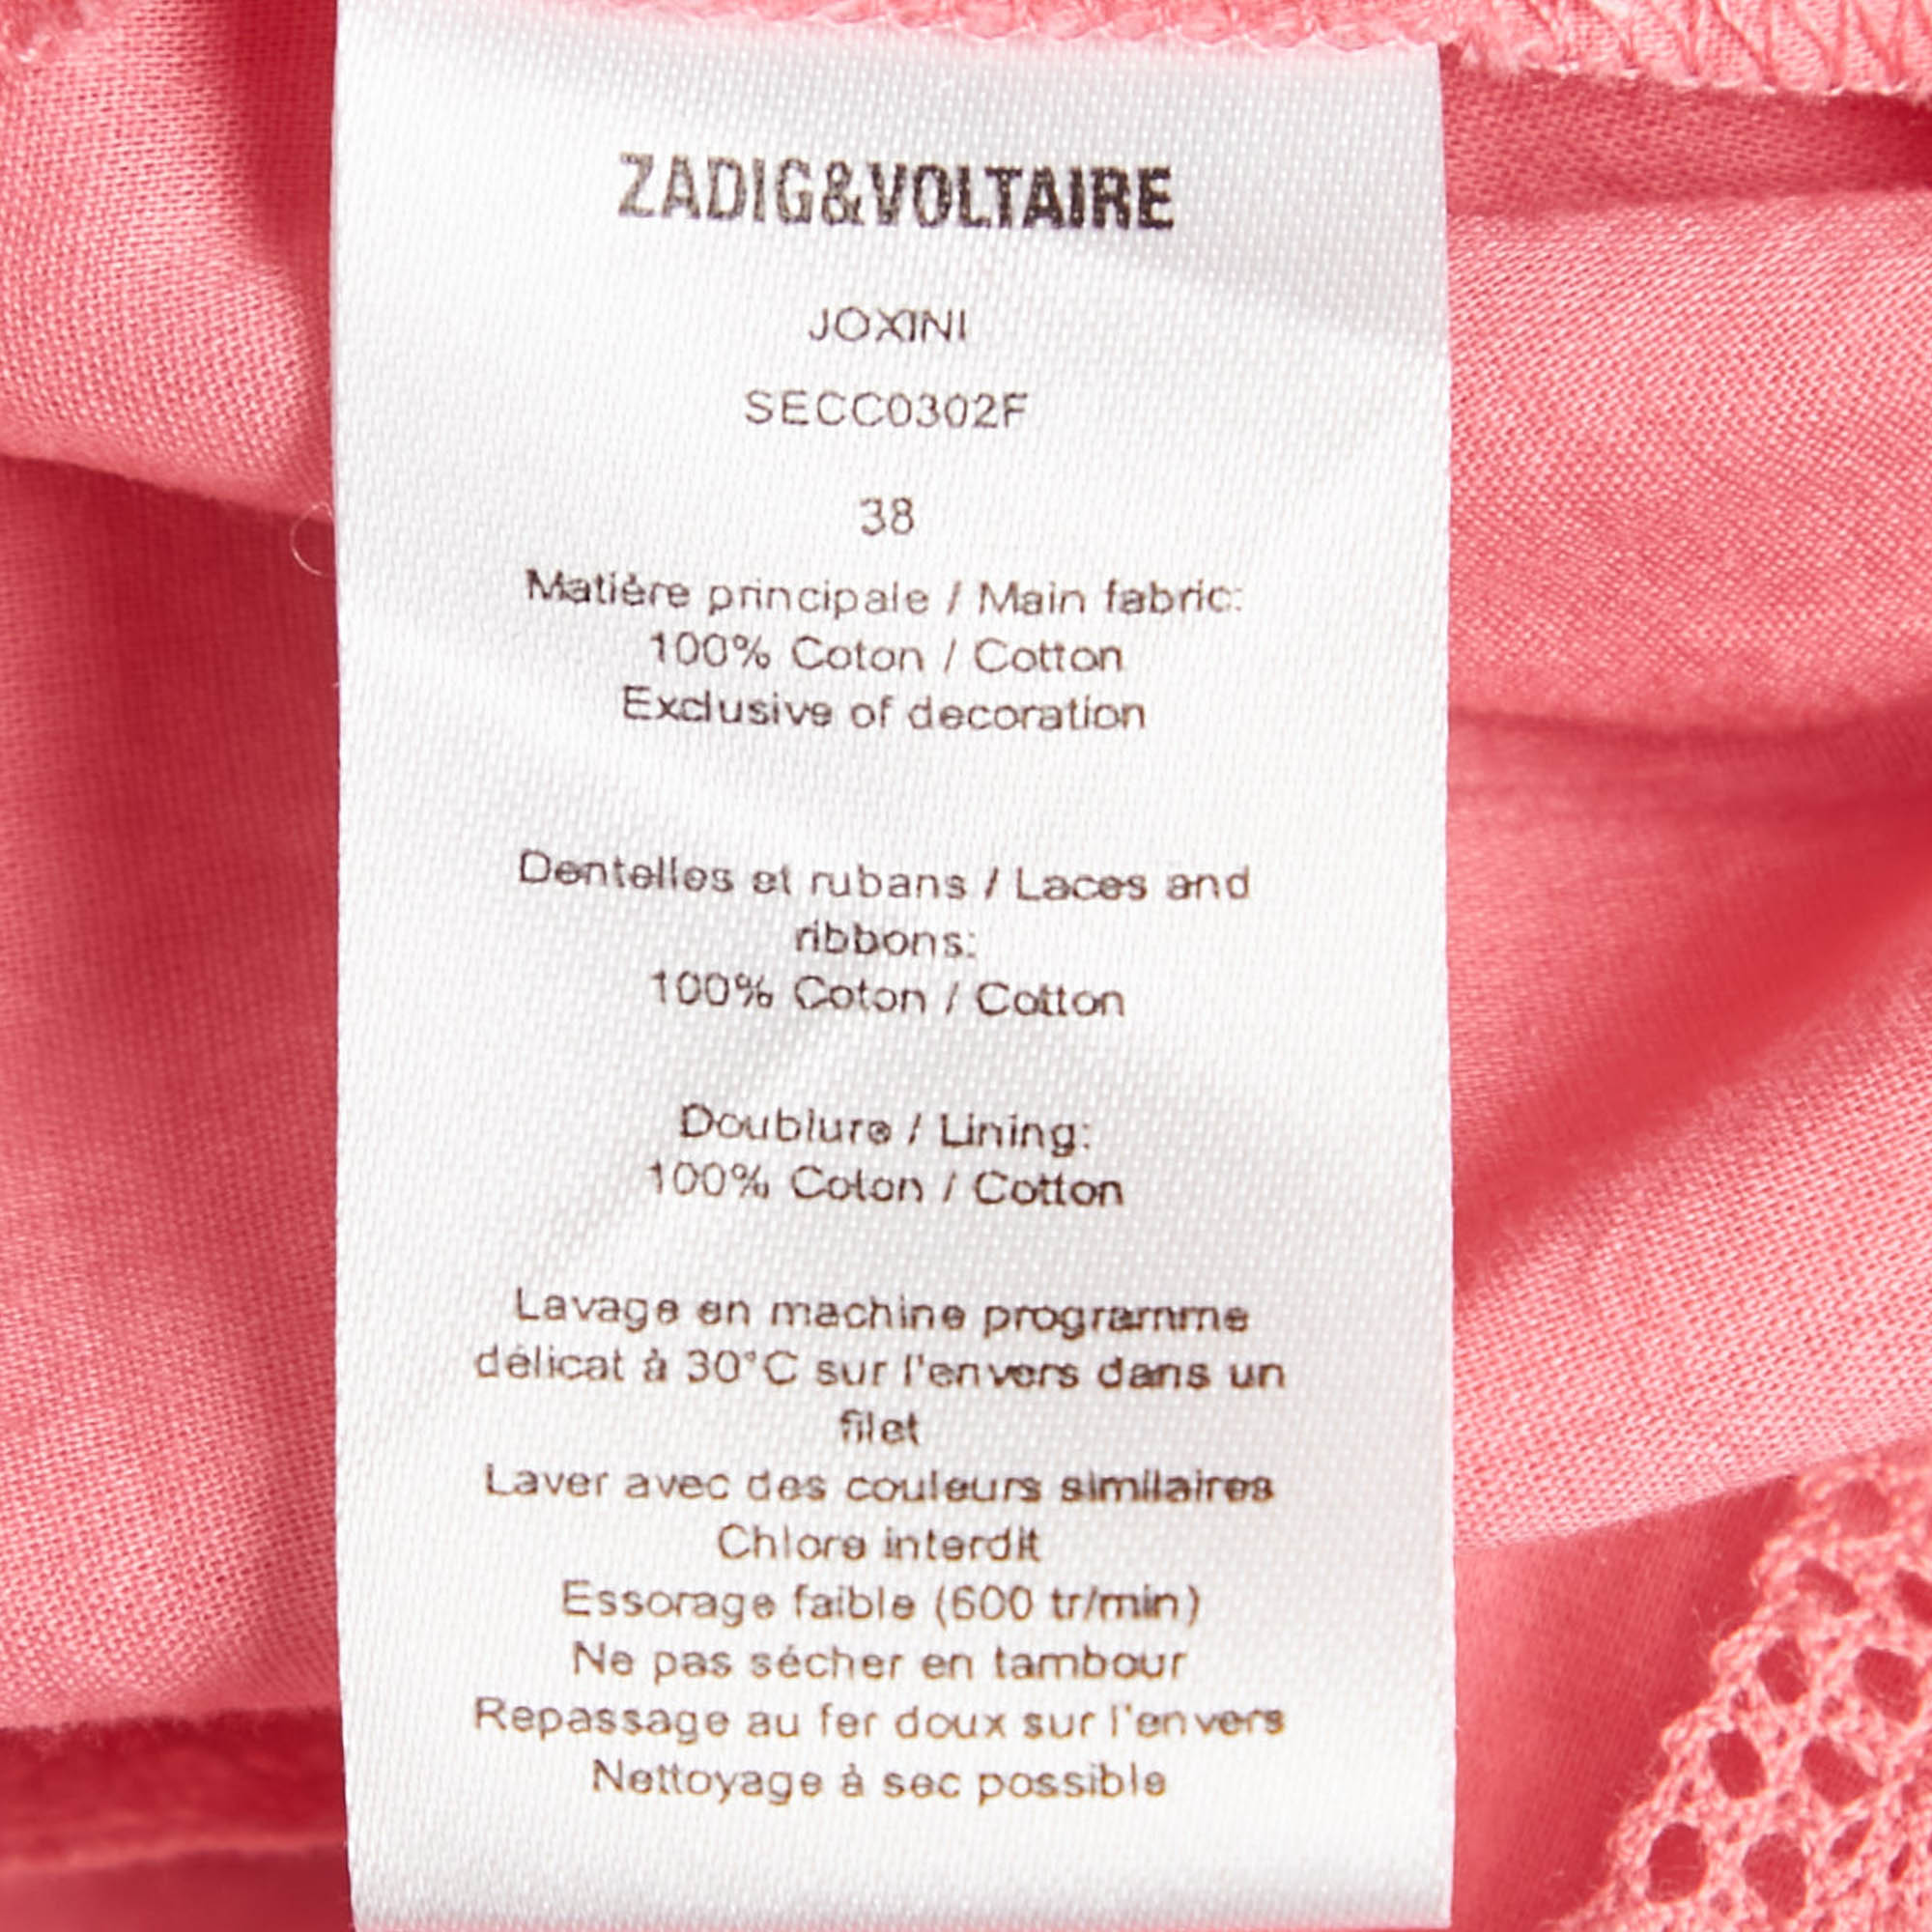 ZADIG&VOLTAIRE
JOXINI
SECC0302F
38
Matière principale / Main fabric:
100% Coton / Cotton
Exclusive of decoration
Dentelles et rubans / Laces and
ribbons:
100% Coton / Cotton
Doublure / Lining:
100% Coton / Cotton
Lavage en machine programme
délicat à 30°C sur l'envers dans un
filet
Laver avec des couleurs similaires
Chlore interdit
Essorage faible (600 tr/min)
Ne pas sécher en tambour
Repassage au fer doux sur l'envers
Nettoyage à sec possible